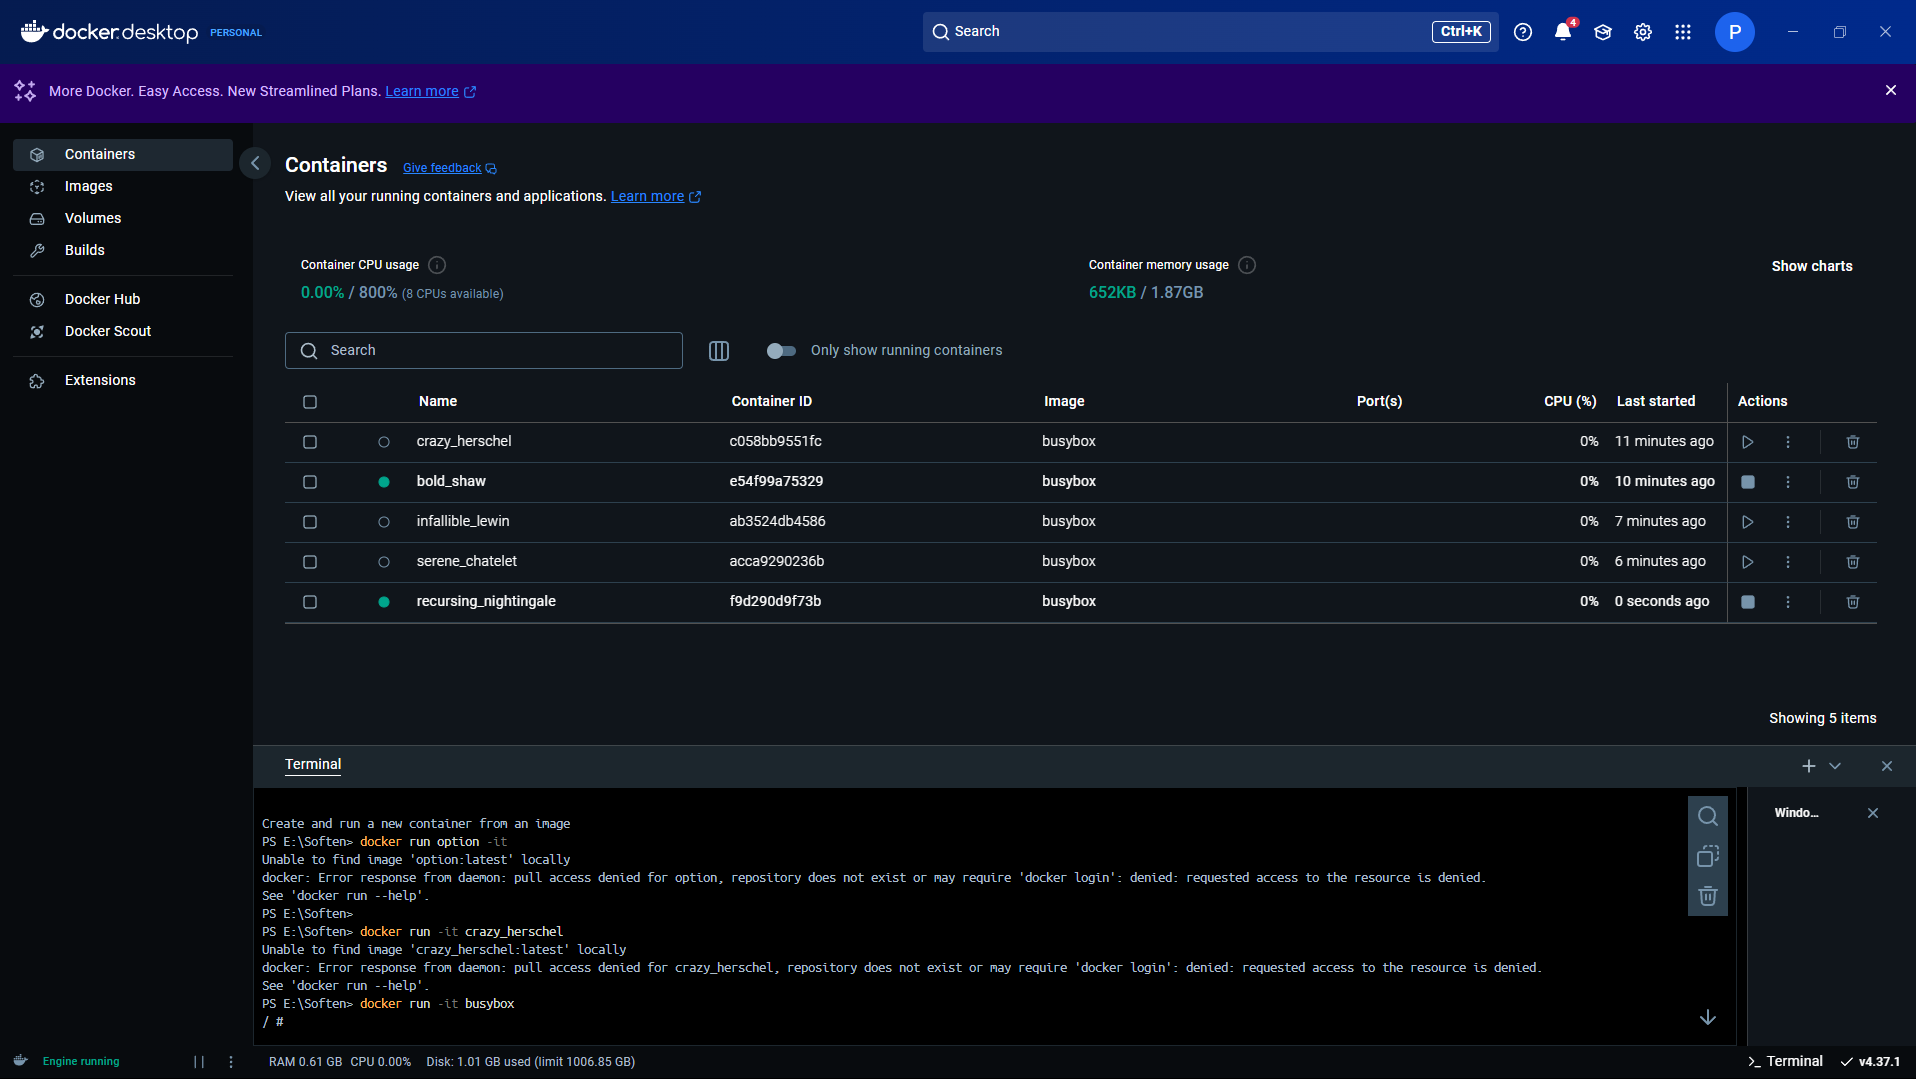 docker.desktop PERSONAL
Search Ctrl+K
4
P
More Docker. Easy Access. New Streamlined Plans. Learn more
Containers
Images
Volumes
Builds
Docker Hub
Docker Scout
Extensions
Containers Give feedback
View all your running containers and applications. Learn more
Container CPU usage
0.00% / 800% (8 CPUs available)
Container memory usage
652KB / 1.87GB
Show charts
Search
Only show running containers
Name Container ID Image Port(s) CPU (%) Last started Actions
crazy_herschel c058bb9551fc busybox 0% 11 minutes ago
bold_shaw e54f99a75329 busybox 0% 10 minutes ago
infallible_lewin ab3524db4586 busybox 0% 7 minutes ago
serene_chatelet acca9290236b busybox 0% 6 minutes ago
recursing_nightingale f9d290d9f73b busybox 0% 0 seconds ago
Showing 5 items
Terminal
Create and run a new container from an image
PS E:\Soften> docker run option -it
Unable to find image 'option:latest' locally
docker: Error response from daemon: pull access denied for option, repository does not exist or may require 'docker login': denied: requested access to the resource is denied.
See 'docker run --help'.
PS E:\Soften>
PS E:\Soften> docker run -it crazy_herschel
Unable to find image 'crazy_herschel:latest' locally
docker: Error response from daemon: pull access denied for crazy_herschel, repository does not exist or may require 'docker login': denied: requested access to the resource is denied.
See 'docker run --help'.
PS E:\Soften> docker run -it busybox
/ #
Windo...
Engine running
RAM 0.61 GB CPU 0.00% Disk: 1.01 GB used (limit 1006.85 GB)
Terminal
v4.37.1